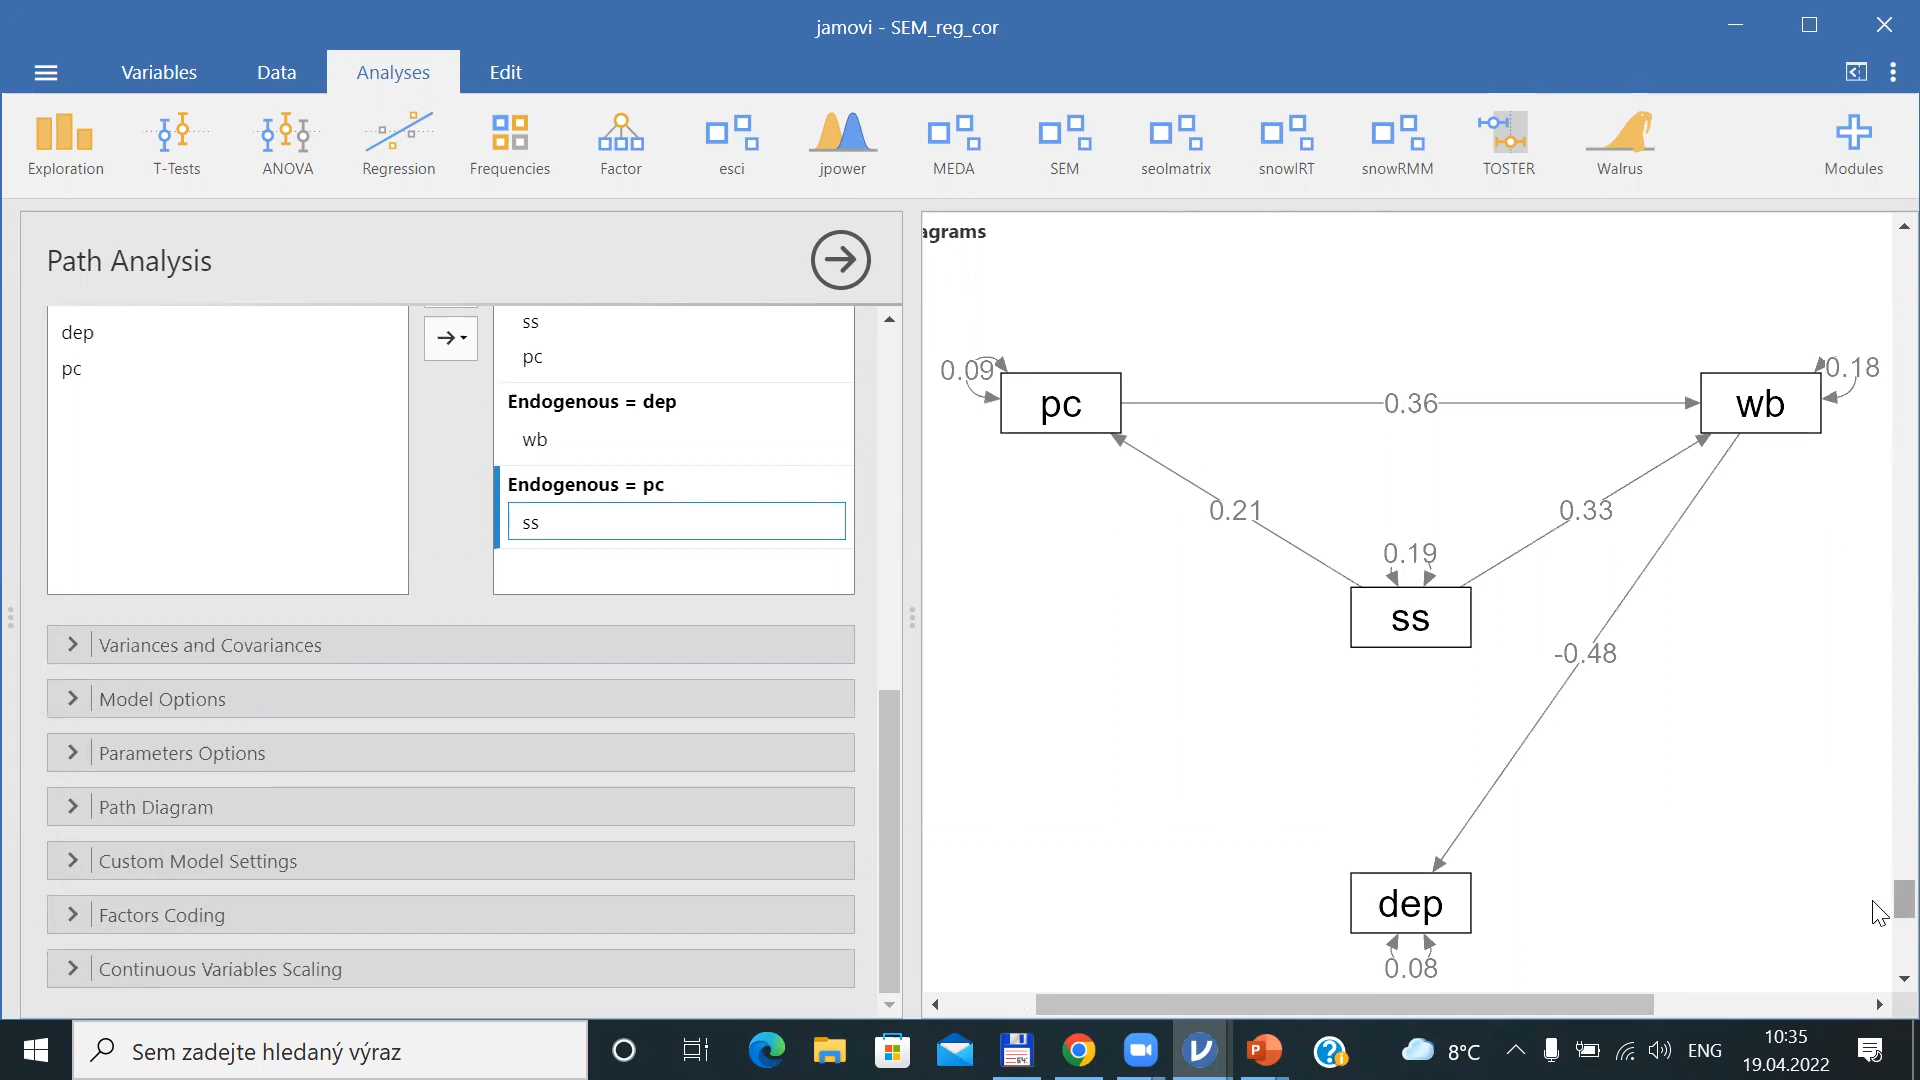 jamovi - SEM_reg_cor
Variables
Data
Analyses
Edit
Exploration
T-Tests
ANOVA
Regression
Frequencies
Factor
esci
jpower
MEDA
SEM
seolmatrix
snowIRT
snowRMM
TOSTER
Walrus
Modules
Path Analysis
dep
pc
ss
pc
Endogenous = dep
wb
Endogenous = pc
ss
Variances and Covariances
Model Options
Parameters Options
Path Diagram
Custom Model Settings
Factors Coding
Continuous Variables Scaling
agrams
0.09
pc
0.36
wb
0.18
0.21
0.33
0.19
ss
-0.48
dep
0.08
Sem zadejte hledaný výraz
64
8°C
ENG
10:35
19.04.2022